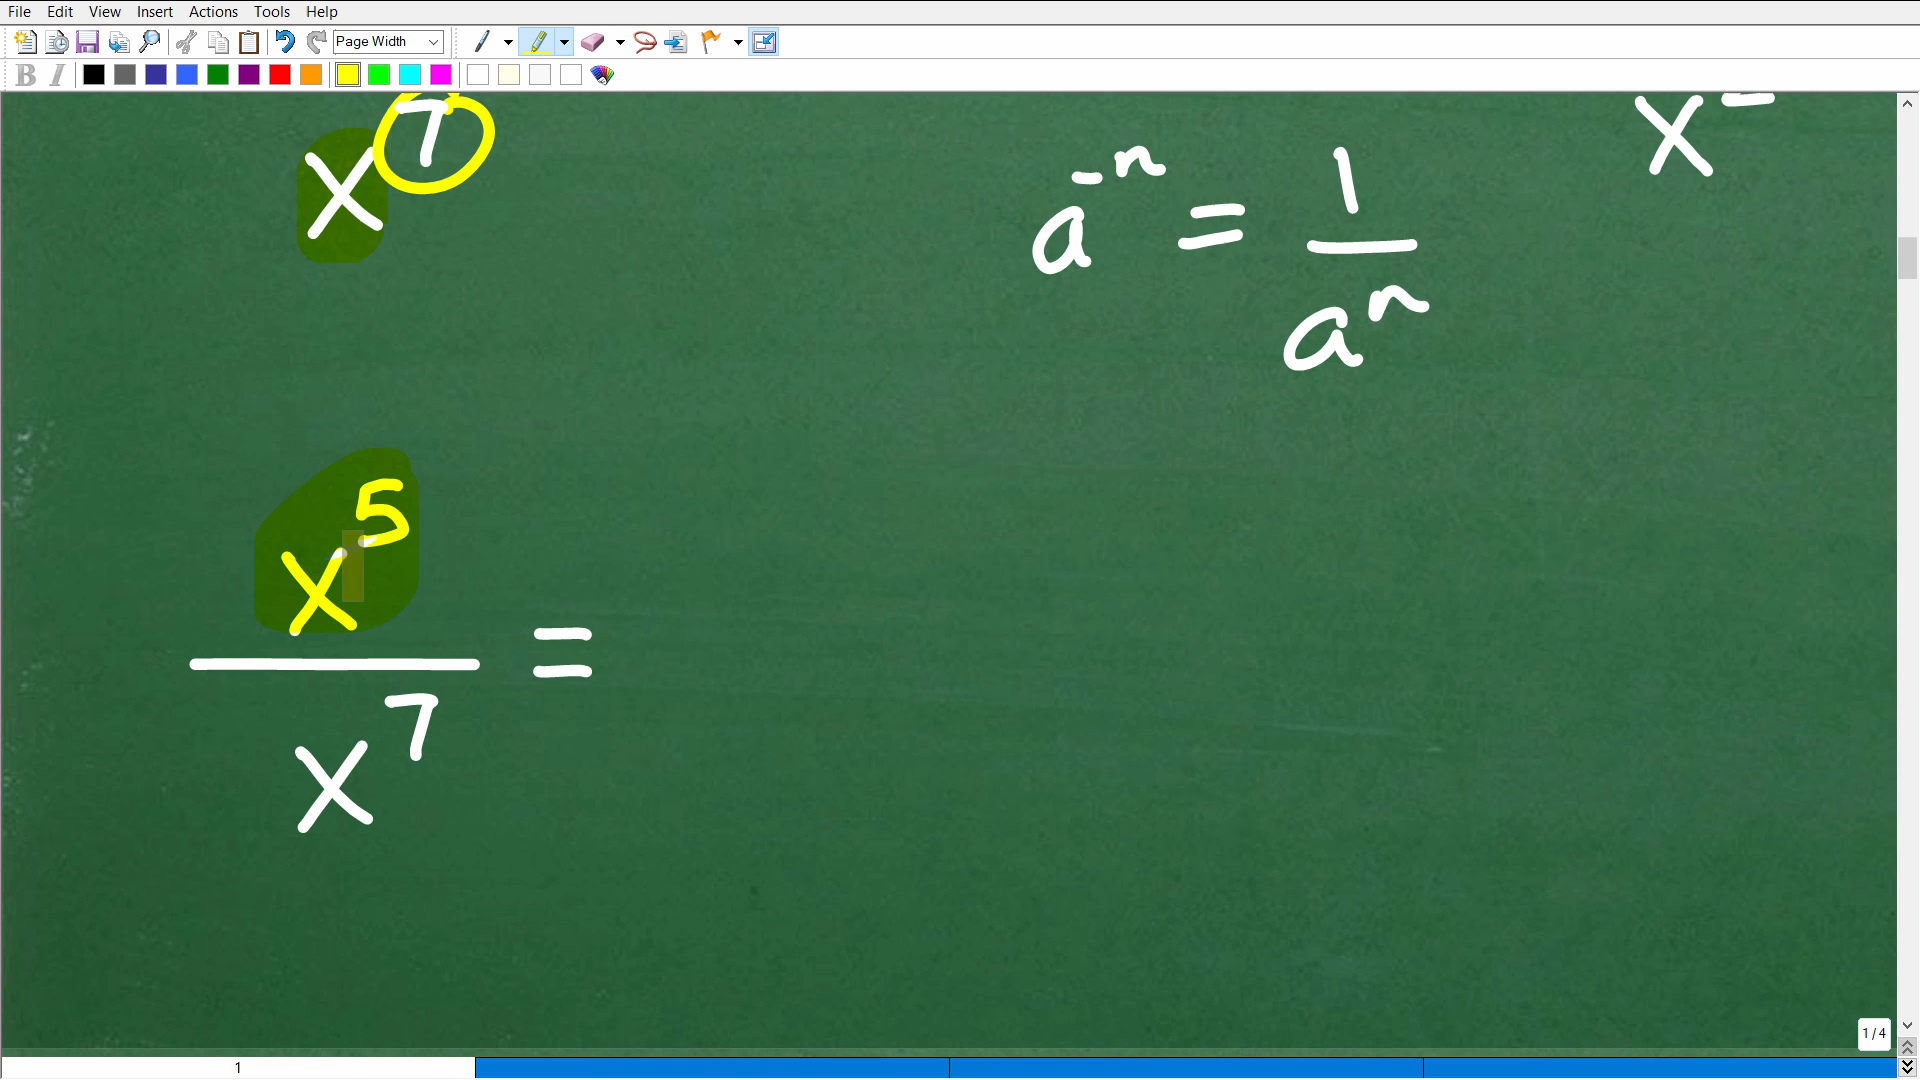 File Edit View Insert Actions Tools Help
Page Width
B I
x^7
a^-n = 1/a^n
x
x^5/x^7 =
1 / 4
1